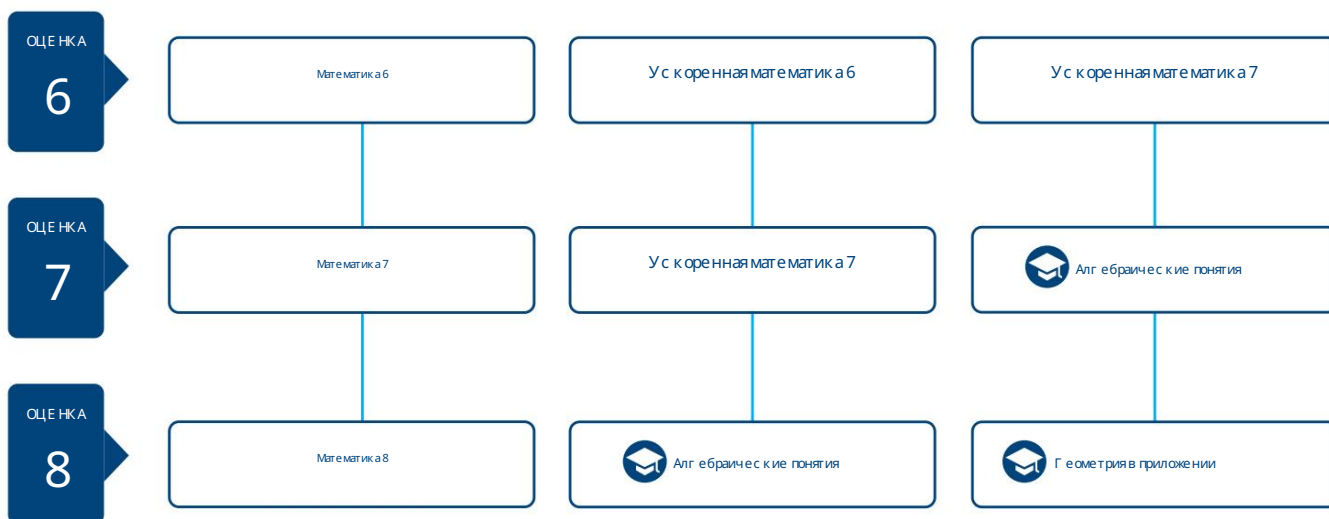 ОЦЕНКА
6
Математика 6
Ускоренная математика 6
Ускоренная математика 7
ОЦЕНКА
7
Математика 7
Ускоренная математика 7
Алгебраические понятия
ОЦЕНКА
8
Математика 8
Алгебраические понятия
Геометрия в приложении